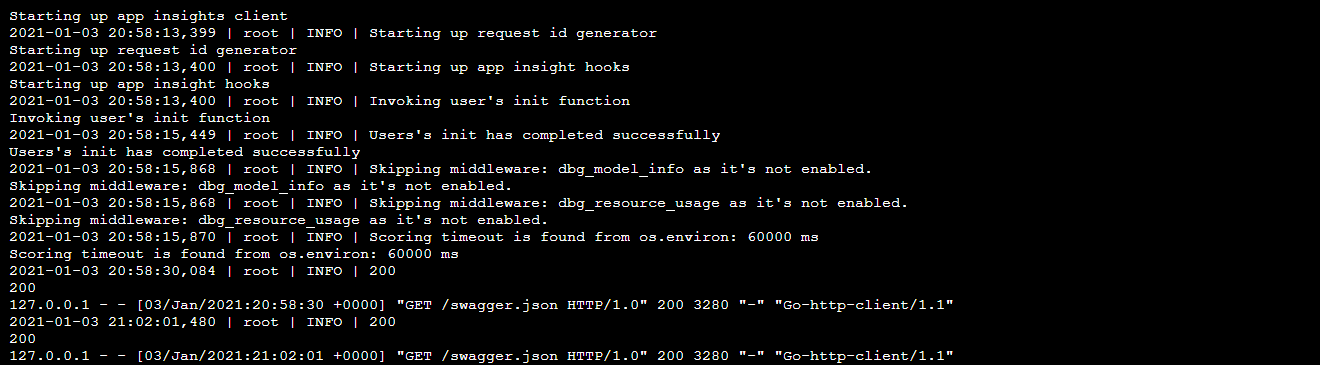 Starting up app insights client
2021-01-03 20:58:13,399 | root | INFO | Starting up request id generator
Starting up request id generator
2021-01-03 20:58:13,400 | root | INFO | Starting up app insight hooks
Starting up app insight hooks
2021-01-03 20:58:13,400 | root | INFO | Invoking user's init function
Invoking user's init function
2021-01-03 20:58:15,449 | root | INFO | Users's init has completed successfully
Users's init has completed successfully
2021-01-03 20:58:15,868 | root | INFO | Skipping middleware: dbg_model_info as it's not enabled.
Skipping middleware: dbg_model_info as it's not enabled.
2021-01-03 20:58:15,868 | root | INFO | Skipping middleware: dbg_resource_usage as it's not enabled.
Skipping middleware: dbg_resource_usage as it's not enabled.
2021-01-03 20:58:15,870 | root | INFO | Scoring timeout is found from os.environ: 60000 ms
Scoring timeout is found from os.environ: 60000 ms
2021-01-03 20:58:30,084 | root | INFO | 200
200
127.0.0.1 - - [03/Jan/2021:20:58:30 +0000] "GET /swagger.json HTTP/1.0" 200 3280 "-" "Go-http-client/1.1"
2021-01-03 21:02:01,480 | root | INFO | 200
200
127.0.0.1 - - [03/Jan/2021:21:02:01 +0000] "GET /swagger.json HTTP/1.0" 200 3280 "-" "Go-http-client/1.1"